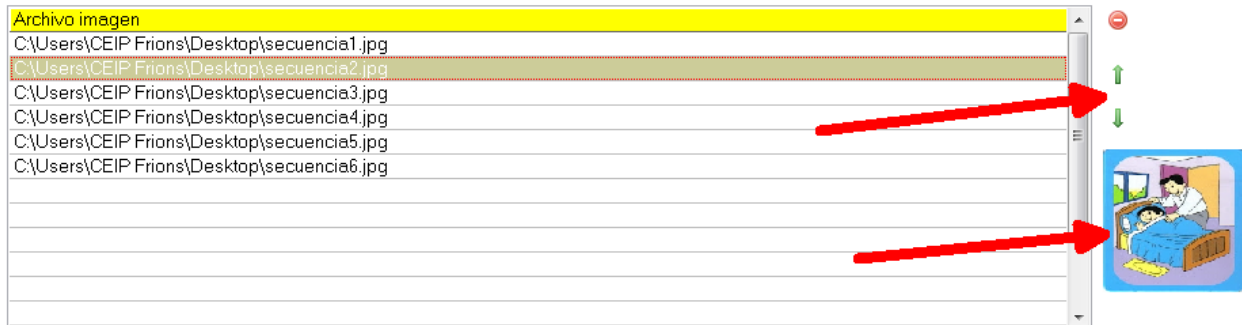 Archivo imagen
C:\Users\CEIP Frions\Desktop\secuencia1.jpg
C:\Users\CEIP Frions\Desktop\secuencia2.jpg
C:\Users\CEIP Frions\Desktop\secuencia3.jpg
C:\Users\CEIP Frions\Desktop\secuencia4.jpg
C:\Users\CEIP Frions\Desktop\secuencia5.jpg
C:\Users\CEIP Frions\Desktop\secuencia6.jpg